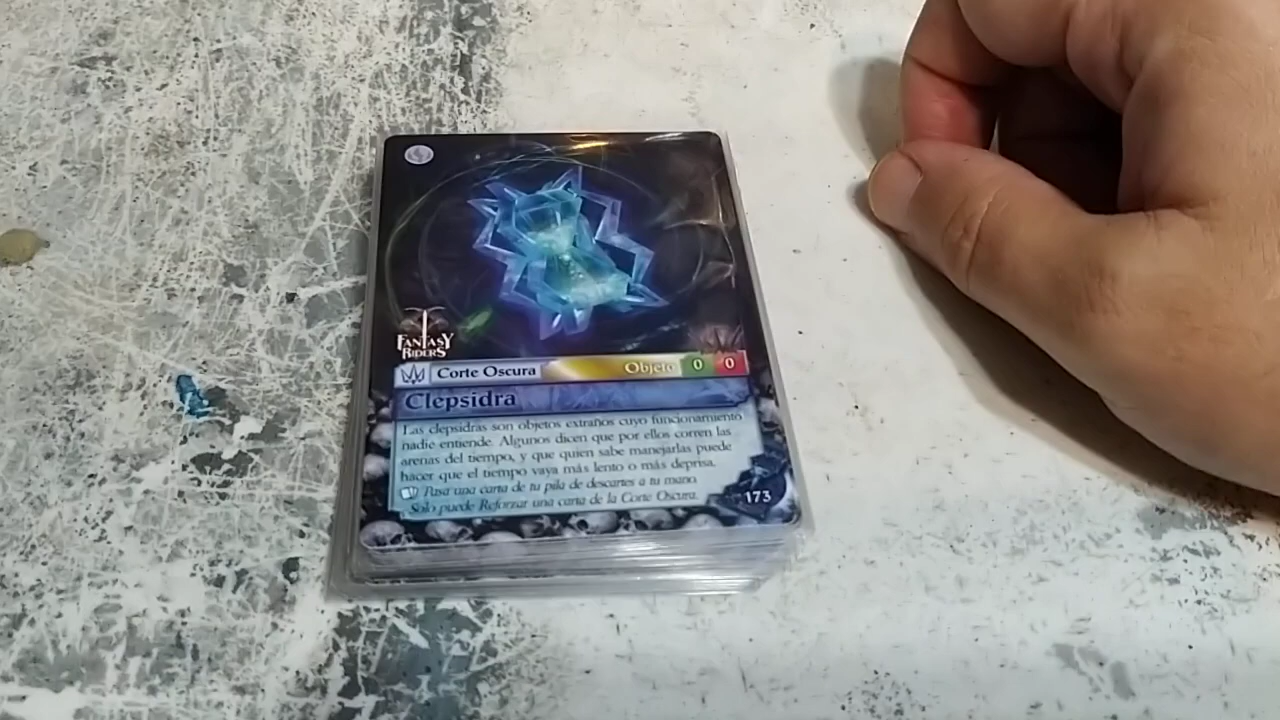 FANTASY
RIDERS
Corte Oscura Objeto 0 0
Clepsidra
Las clepsidras son objetos extraños cuyo funcionamiento
nadie entiende. Algunos dicen que por ellos corren las
arenas del tiempo, y que quien sabe manejarlas puede
hacer que el tiempo vaya más lento o más deprisa.
Pasa una carta de tu pila de descartes a tu mano.
Solo puede Reforzar una carta de la Corte Oscura.
173